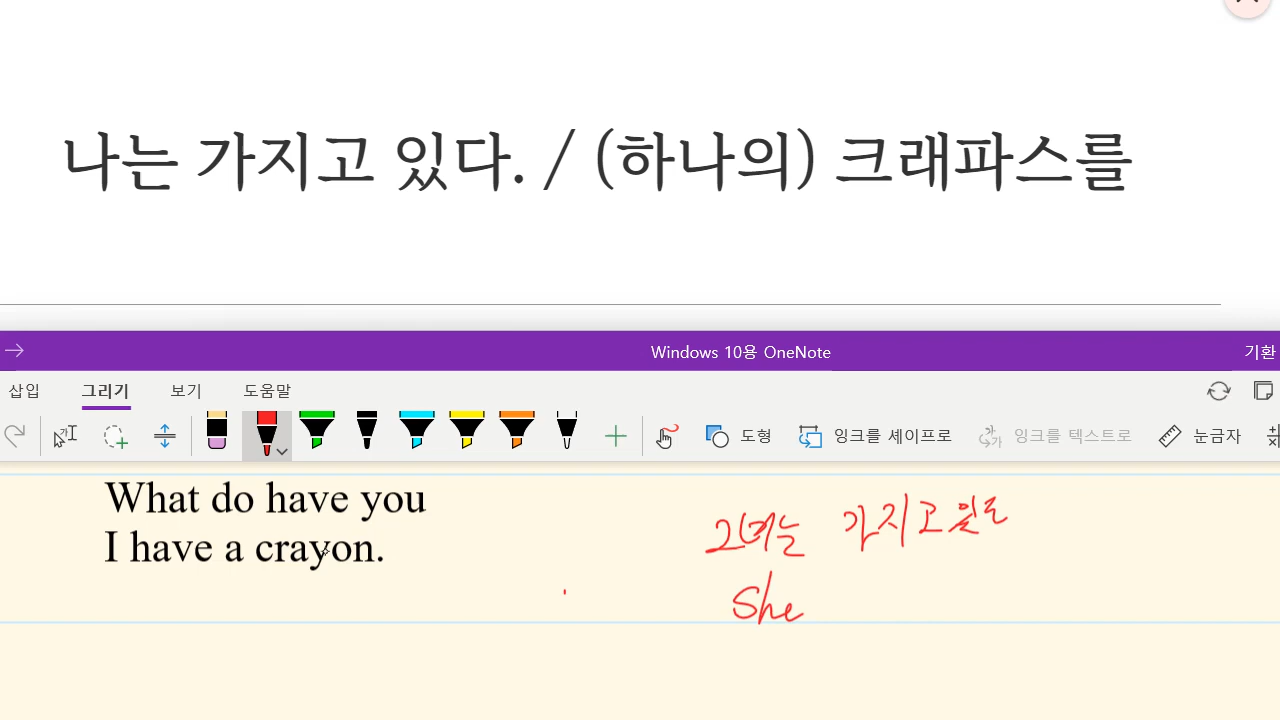 나는 가지고 있다. / (하나의) 크래파스를
Windows 10용 OneNote
기환
삽입 그리기 보기 도움말
가 도형 잉크를 셰이프로 가 잉크를 텍스트로 눈금자
What do have you
I have a crayon.
그녀는 가지고
She